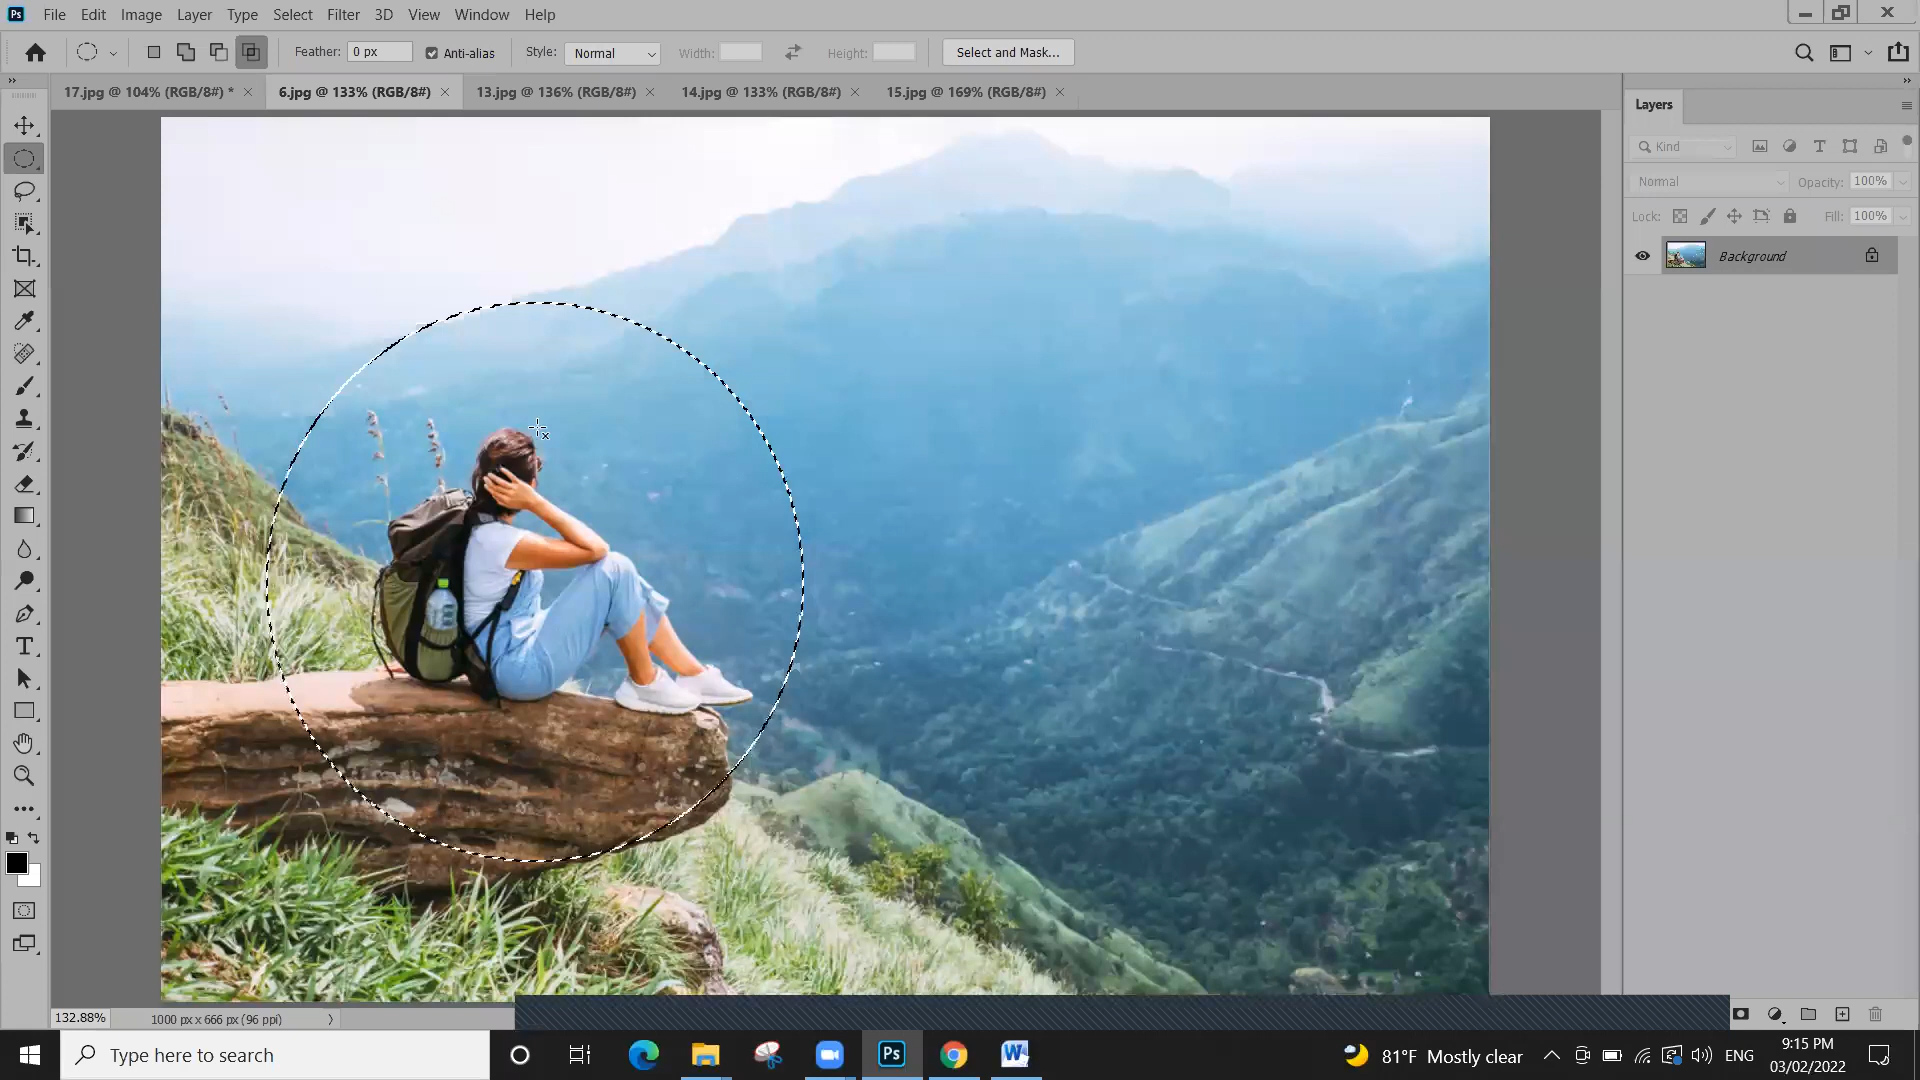 Ps File Edit Image Layer Type Select Filter 3D View Window Help
Feather: 0 px Anti-alias Style: Normal Width: Height: Select and Mask...
17.jpg @ 104% (RGB/8#) * 6.jpg @ 133% (RGB/8#) 13.jpg @ 136% (RGB/8#) 14.jpg @ 133% (RGB/8#) 15.jpg @ 169% (RGB/8#)
Layers
Kind
Normal Opacity: 100%
Lock: Fill: 100%
Background
132.88% 1000 px x 666 px (96 ppi)
Type here to search
Ps
W
81°F Mostly clear
ENG
9:15 PM
03/02/2022